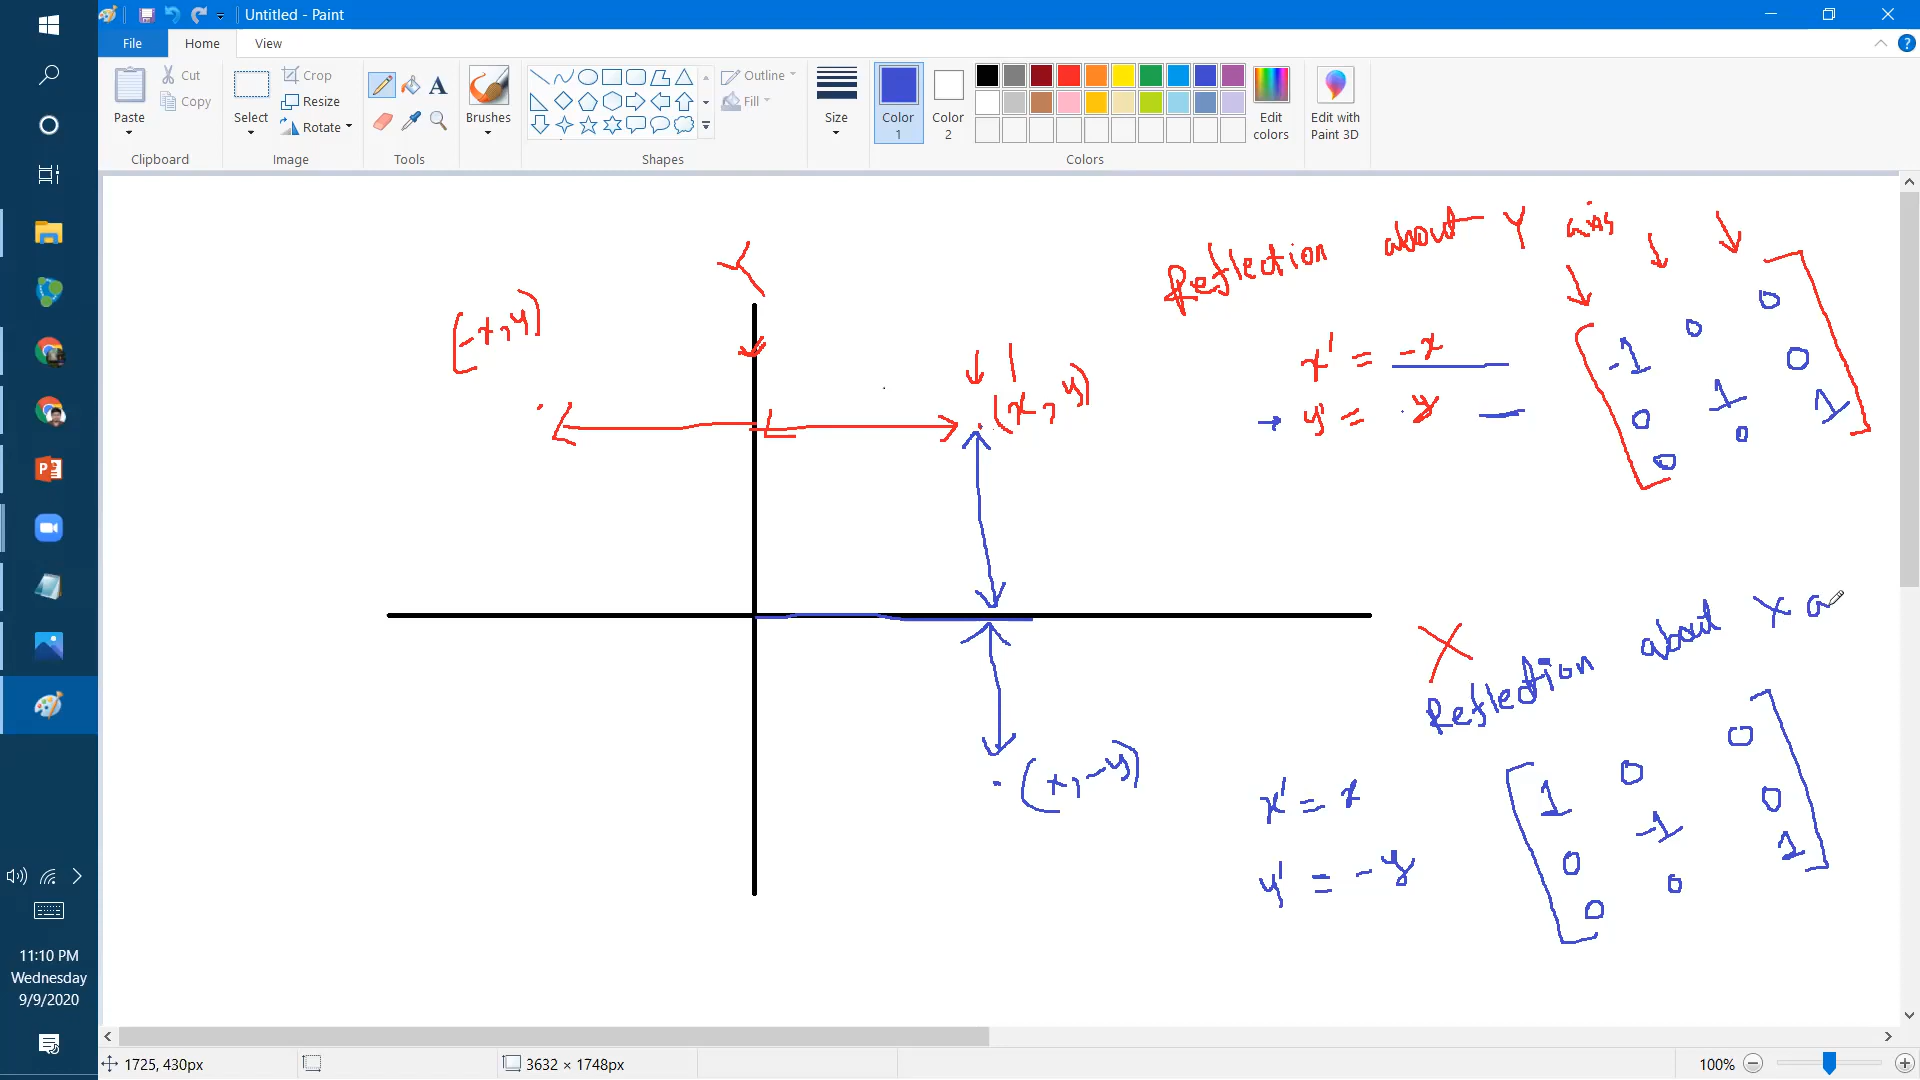 Untitled - Paint
File Home View
Paste
Cut
Copy
Clipboard
Select
Crop
Resize
Rotate
Image
Tools
Brushes
Shapes
Outline
Fill
Size
Color 1
Color 2
Edit colors
Edit with Paint 3D
Colors
Reflection about Y axis
Y
(-x, y)
(x, y)
x' = -x
y' = y
-1 0 0
0 1 0
0 0 1
X
Reflection about X a
(x, -y)
x' = x
y' = -y
1 0 0
0 -1 0
0 0 1
11:10 PM
Wednesday
9/9/2020
1725, 430px
3632 × 1748px
100%